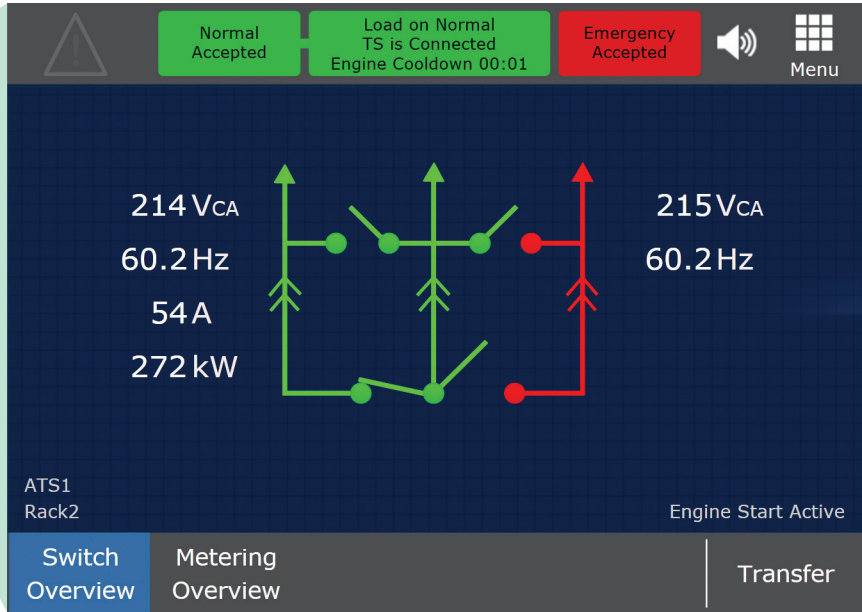 Normal
Accepted
Load on Normal
TS is Connected
Engine Cooldown 00:01
Emergency
Accepted
Menu
214 VCA
60.2 Hz
54 A
272 kW
215 VCA
60.2 Hz
ATS1
Rack2
Engine Start Active
Switch
Overview
Metering
Overview
Transfer